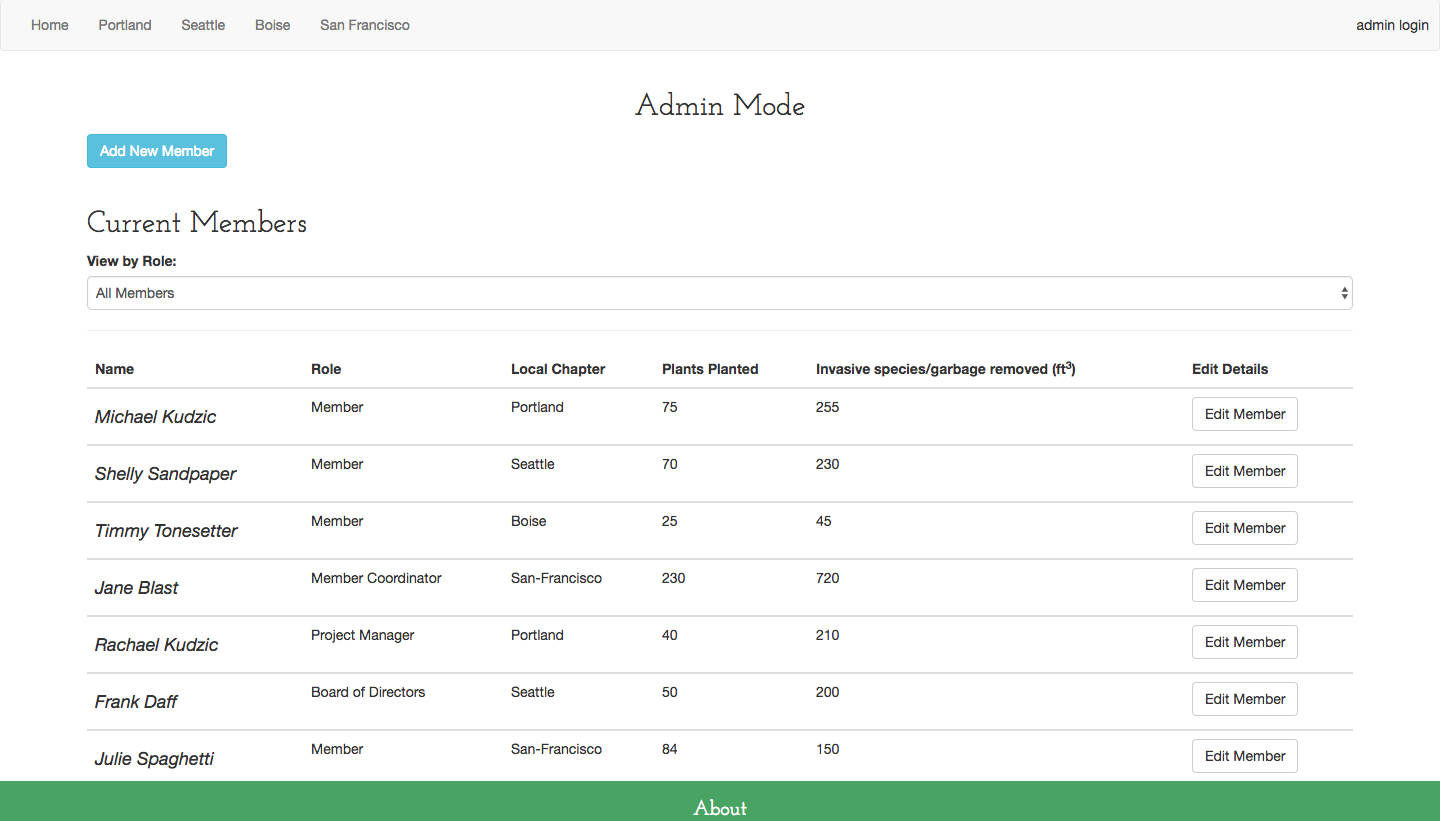 Home Portland Seattle Boise San Francisco admin login
Admin Mode
Add New Member
Current Members
View by Role:
All Members
Name Role Local Chapter Plants Planted Invasive species/garbage removed (ft³) Edit Details
Michael Kudzic Member Portland 75 255 Edit Member
Shelly Sandpaper Member Seattle 70 230 Edit Member
Timmy Tonesetter Member Boise 25 45 Edit Member
Jane Blast Member Coordinator San-Francisco 230 720 Edit Member
Rachael Kudzic Project Manager Portland 40 210 Edit Member
Frank Daff Board of Directors Seattle 50 200 Edit Member
Julie Spaghetti Member San-Francisco 84 150 Edit Member
About